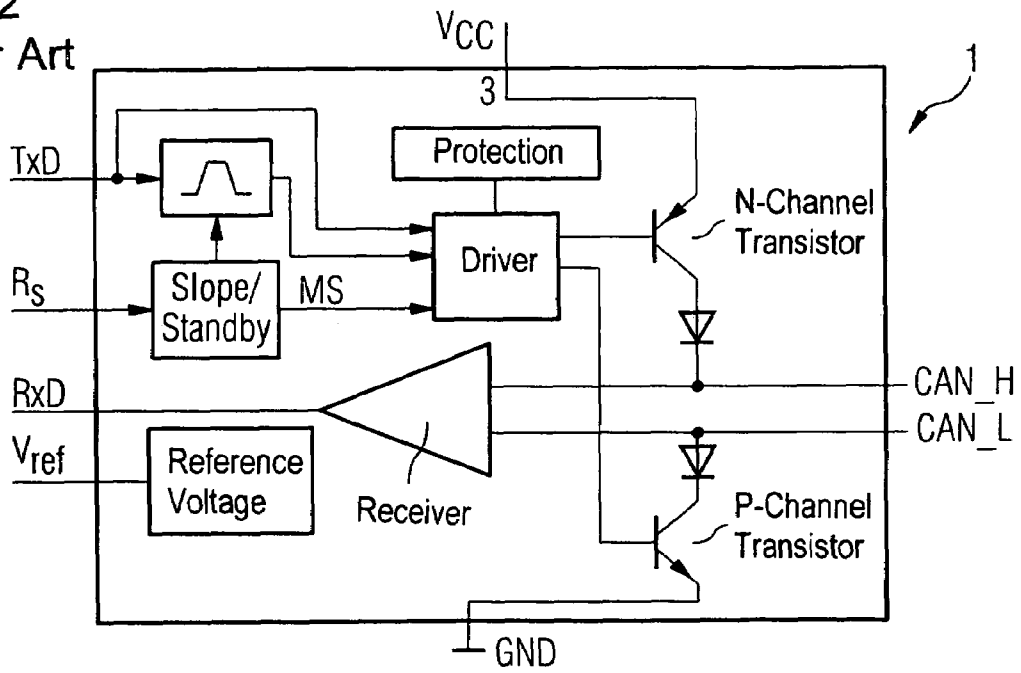 2
Art
VCC
1
3
TxD
Protection
N-Channel
Transistor
Driver
RS
Slope/
Standby
MS
RxD
CAN_H
CAN_L
Vref
Reference
Voltage
Receiver
P-Channel
Transistor
GND